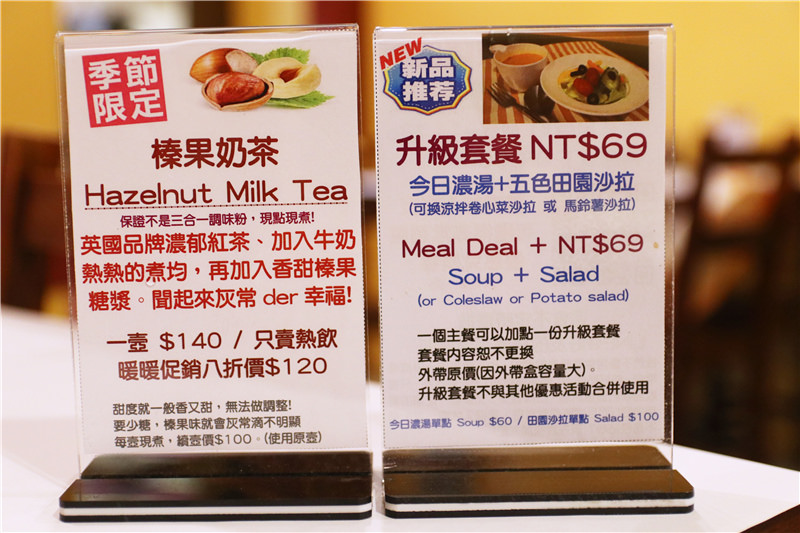 季節
限定
榛果奶茶
Hazelnut Milk Tea
保證不是三合一調味粉，現點現煮!
英國品牌濃郁紅茶、加入牛奶
熱熱的煮均，再加入香甜榛果
糖漿。聞起來灰常 der 幸福!
一壺 $140 / 只賣熱飲
暖暖促銷八折價$120
甜度就一般香又甜，無法做調整!
要少糖，榛果味就會灰常滴不明顯
每壺現煮，續壺價$100。(使用原壺)
NEW
新品
推荐
升級套餐 NT$69
今日濃湯+五色田園沙拉
(可換涼拌卷心菜沙拉 或 馬鈴薯沙拉)
Meal Deal + NT$69
Soup + Salad
(or Coleslaw or Potato salad)
一個主餐可以加點一份升級套餐
套餐內容恕不更換
外帶原價(因外帶盒容量大)。
升級套餐不與其他優惠活動合併使用
今日濃湯單點 Soup $60 / 田園沙拉單點 Salad $100